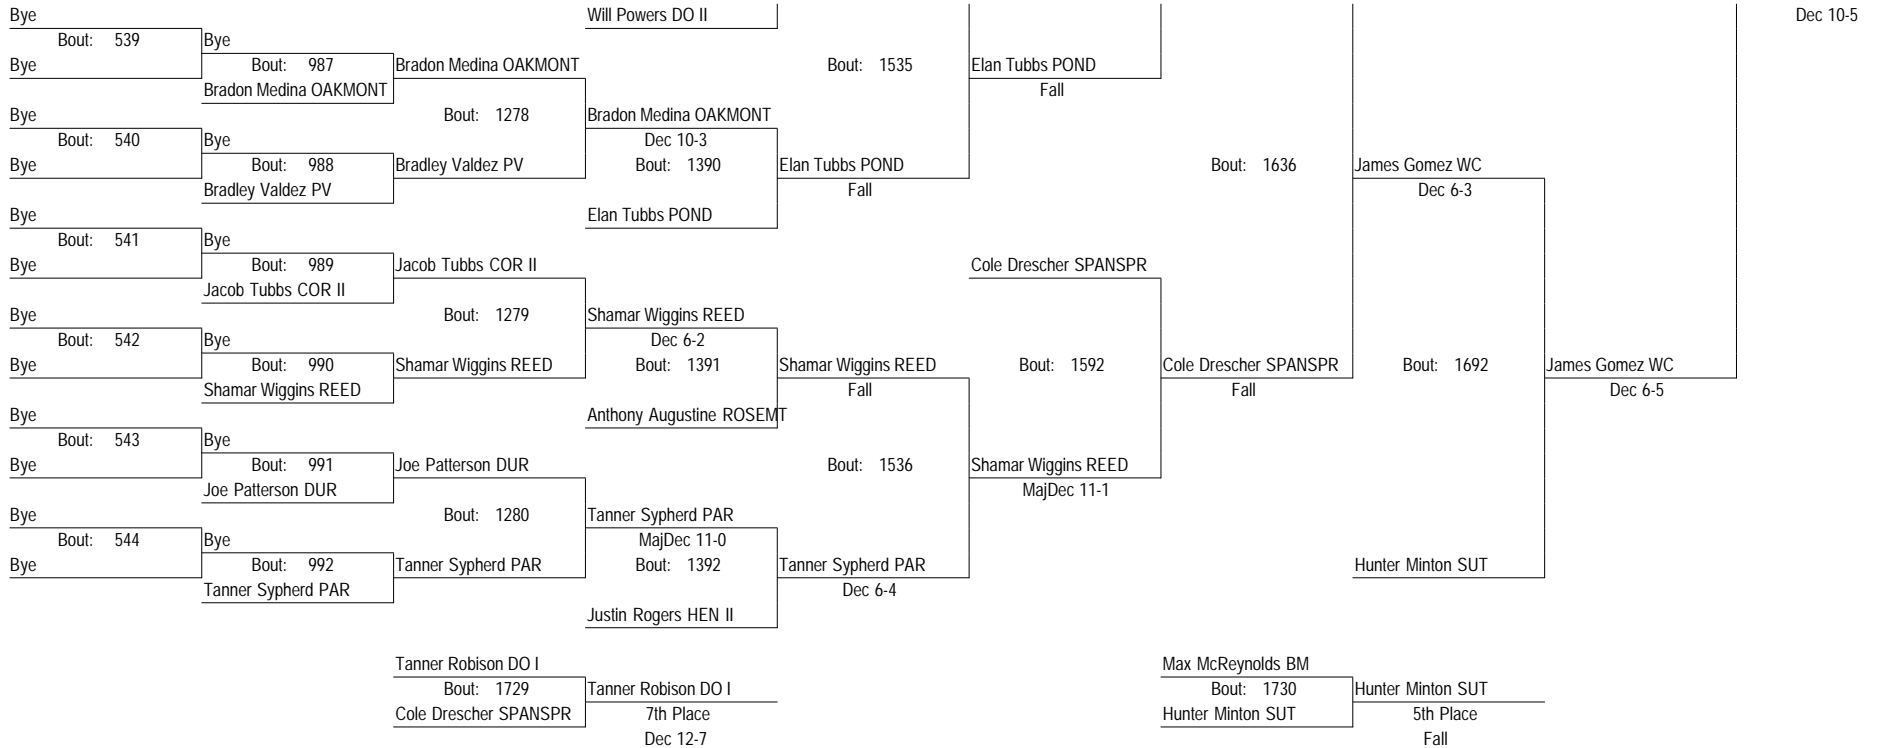 Bye Will Powers DO II Dec 10-5
Bout: 539 Bye
Bye Bout: 987 Bradon Medina OAKMONT Bout: 1535 Elan Tubbs POND
Bradon Medina OAKMONT Fall
Bye Bout: 1278 Bradon Medina OAKMONT
Bout: 540 Bye Dec 10-3
Bye Bout: 988 Bradley Valdez PV Bout: 1390 Elan Tubbs POND Bout: 1636 James Gomez WC
Bradley Valdez PV Fall Dec 6-3
Bye Elan Tubbs POND
Bout: 541 Bye
Bye Bout: 989 Jacob Tubbs COR II Cole Drescher SPANSPR
Jacob Tubbs COR II
Bye Bout: 1279 Shamar Wiggins REED
Bout: 542 Bye Dec 6-2
Bye Bout: 990 Shamar Wiggins REED Bout: 1391 Shamar Wiggins REED Bout: 1592 Cole Drescher SPANSPR Bout: 1692 James Gomez WC
Shamar Wiggins REED Fall Fall Dec 6-5
Bye Anthony Augustine ROSEMT
Bout: 543 Bye
Bye Bout: 991 Joe Patterson DUR Bout: 1536 Shamar Wiggins REED
Joe Patterson DUR MajDec 11-1
Bye Bout: 1280 Tanner Sypherd PAR
Bout: 544 Bye MajDec 11-0
Bye Bout: 992 Tanner Sypherd PAR Bout: 1392 Tanner Sypherd PAR Hunter Minton SUT
Tanner Sypherd PAR Dec 6-4
Justin Rogers HEN II
Tanner Robison DO I Max McReynolds BM
Bout: 1729 Tanner Robison DO I Bout: 1730 Hunter Minton SUT
Cole Drescher SPANSPR 7th Place Hunter Minton SUT 5th Place
Dec 12-7 Fall